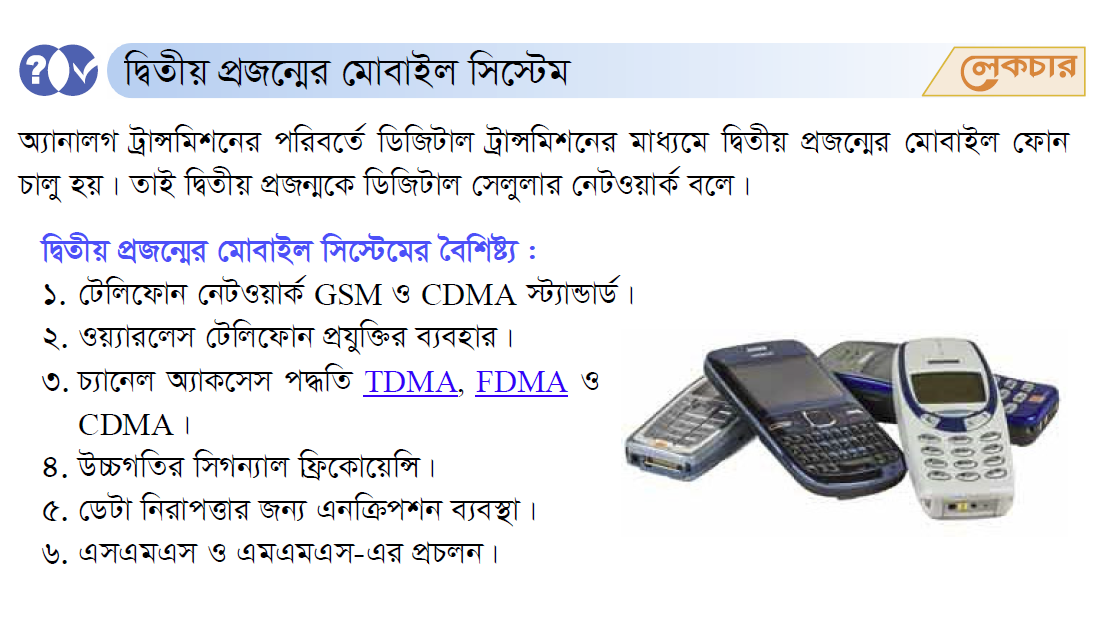 দ্বিতীয় প্রজন্মের মোবাইল সিস্টেম
লেকচার
অ্যানালগ ট্রান্সমিশনের পরিবর্তে ডিজিটাল ট্রান্সমিশনের মাধ্যমে দ্বিতীয় প্রজন্মের মোবাইল ফোন
চালু হয়। তাই দ্বিতীয় প্রজন্মকে ডিজিটাল সেলুলার নেটওয়ার্ক বলে।
দ্বিতীয় প্রজন্মের মোবাইল সিস্টেমের বৈশিষ্ট্য :
১. টেলিফোন নেটওয়ার্ক GSM ও CDMA স্ট্যান্ডার্ড।
২. ওয়্যারলেস টেলিফোন প্রযুক্তির ব্যবহার।
৩. চ্যানেল অ্যাকসেস পদ্ধতি TDMA, FDMA ও
CDMA।
৪. উচ্চগতির সিগন্যাল ফ্রিকোয়েন্সি।
৫. ডেটা নিরাপত্তার জন্য এনক্রিপশন ব্যবস্থা।
৬. এসএমএস ও এমএমএস-এর প্রচলন।